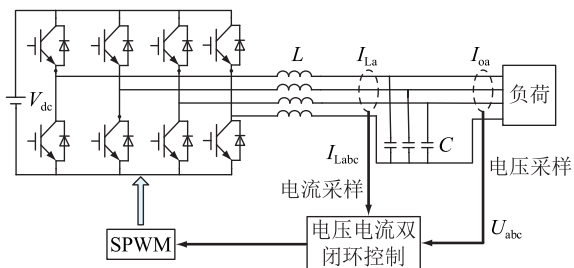 L
I_La
I_oa
V_dc
负荷
C
I_Labc
电流采样
电压采样
U_abc
电压电流双
闭环控制
SPWM